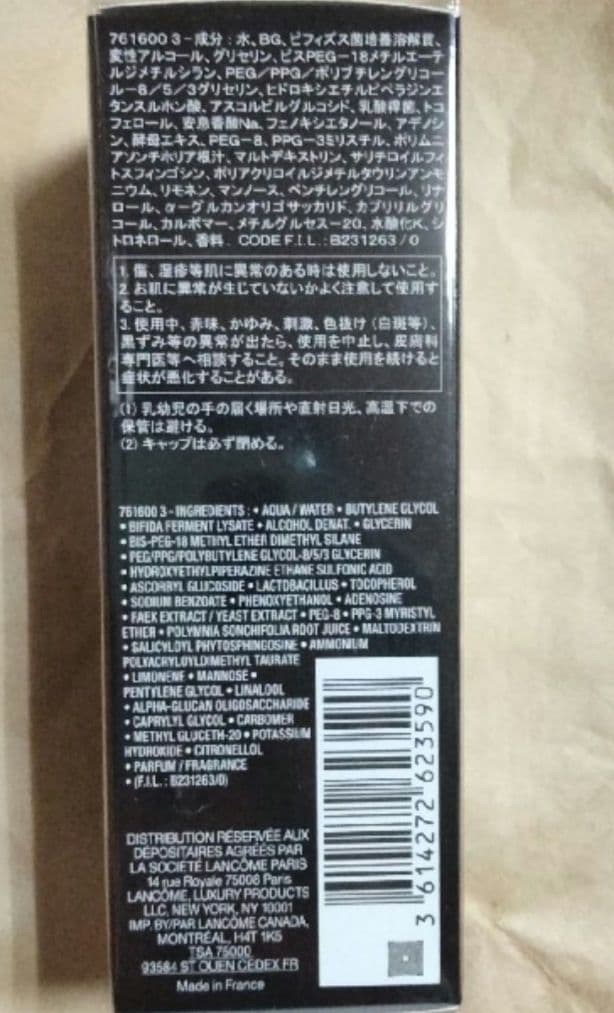 761600 3 - 成分 : 水、BG、ビフィズス菌培養溶解質、
変性アルコール、グリセリン、ビスPEG-18メチルエーテ
ルジメチルシラン、PEG/PPG/ポリブチレングリコー
ル-8/5/3グリセリン、ヒドロキシエチルピペラジンエ
タンスルホン酸、アスコルビルグルコシド、乳酸桿菌、トコ
フェロール、安息香酸Na、フェノキシエタノール、アデノシ
ン、酵母エキス、PEG-8、PPG-3ミリスチル、ポリムニ
アソンチホリア根汁、マルトデキストリン、サリチロイルフィ
トスフィンゴシン、ポリアクリロイルジメチルタウリンアンモ
ニウム、リモネン、マンノース、ペンチレングリコール、リナ
ロール、α-グルカンオリゴサッカリド、カプリリルグリ
コール、カルボマー、メチルグルセス-20、水酸化K、シ
トロネロール、香料. CODE F.I.L. : B231263 / 0
1. 傷、湿疹等肌に異常のある時は使用しないこと。
2. お肌に異常が生じていないかよく注意して使用す
ること。
3. 使用中、赤味、かゆみ、刺激、色抜け (白斑等)、
黒ずみ等の異常が出たら、使用を中止し、皮膚科
専門医等へ相談すること。そのまま使用を続けると
症状が悪化することがある。
(1) 乳幼児の手の届く場所や直射日光、高温下での
保管は避ける。
(2) キャップは必ず閉める。
761600 3 - INGREDIENTS : • AQUA / WATER • BUTYLENE GLYCOL
• BIFIDA FERMENT LYSATE • ALCOHOL DENAT. • GLYCERIN
• BIS-PEG-18 METHYL ETHER DIMETHYL SILANE
• PEG/PPG/POLYBUTYLENE GLYCOL-8/5/3 GLYCERIN
• HYDROXYETHYLPIPERAZINE ETHANE SULFONIC ACID
• ASCORBYL GLUCOSIDE • LACTOBACILLUS • TOCOPHEROL
• SODIUM BENZOATE • PHENOXYETHANOL • ADENOSINE
• FAEX EXTRACT / YEAST EXTRACT • PEG-8 • PPG-3 MYRISTYL
ETHER • POLYMNIA SONCHIFOLIA ROOT JUICE • MALTODEXTRIN
• SALICYLOYL PHYTOSPHINGOSINE • AMMONIUM
POLYACRYLOYLDIMETHYL TAURATE
• LIMONENE • MANNOSE •
PENTYLENE GLYCOL • LINALOOL
• ALPHA-GLUCAN OLIGOSACCHARIDE
• CAPRYLYL GLYCOL • CARBOMER
• METHYL GLUCETH-20 • POTASSIUM
HYDROXIDE • CITRONELLOL
• PARFUM / FRAGRANCE
• (F.I.L. : B231263/0)
DISTRIBUTION RÉSERVÉE AUX
DÉPOSITAIRES AGRÉÉS PAR
LA SOCIÉTÉ LANCÔME PARIS
14 rue Royale 75008 Paris
LANCÔME, LUXURY PRODUCTS
LLC, NEW YORK, NY 10001
IMP. BY/PAR LANCÔME CANADA,
MONTRÉAL, H4T 1K5
TSA 75000
93584 ST OUEN CEDEX FR
Made in France
3 614272 623590